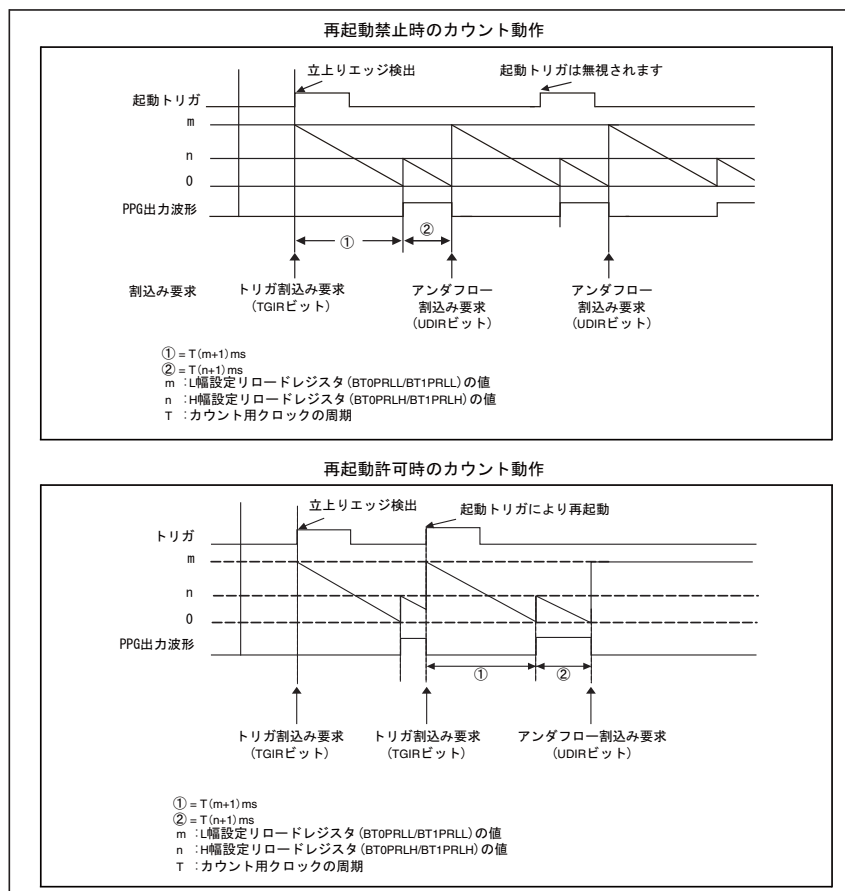 再起動禁止時のカウント動作
立上りエッジ検出
起動トリガは無視されます
起動トリガ
m
n
0
PPG出力波形
① ②
割込み要求
トリガ割込み要求
(TGIRビット)
アンダフロー
割込み要求
(UDIRビット)
アンダフロー
割込み要求
(UDIRビット)
① = T(m+1)ms
② = T(n+1)ms
m :L幅設定リロードレジスタ(BT0PRLL/BT1PRLL)の値
n :H幅設定リロードレジスタ(BT0PRLH/BT1PRLH)の値
T :カウント用クロックの周期
再起動許可時のカウント動作
立上りエッジ検出
起動トリガにより再起動
トリガ
m
n
0
PPG出力波形
① ②
トリガ割込み要求
(TGIRビット)
トリガ割込み要求
(TGIRビット)
アンダフロー割込み要求
(UDIRビット)
① = T(m+1)ms
② = T(n+1)ms
m :L幅設定リロードレジスタ(BT0PRLL/BT1PRLL)の値
n :H幅設定リロードレジスタ(BT0PRLH/BT1PRLH)の値
T :カウント用クロックの周期